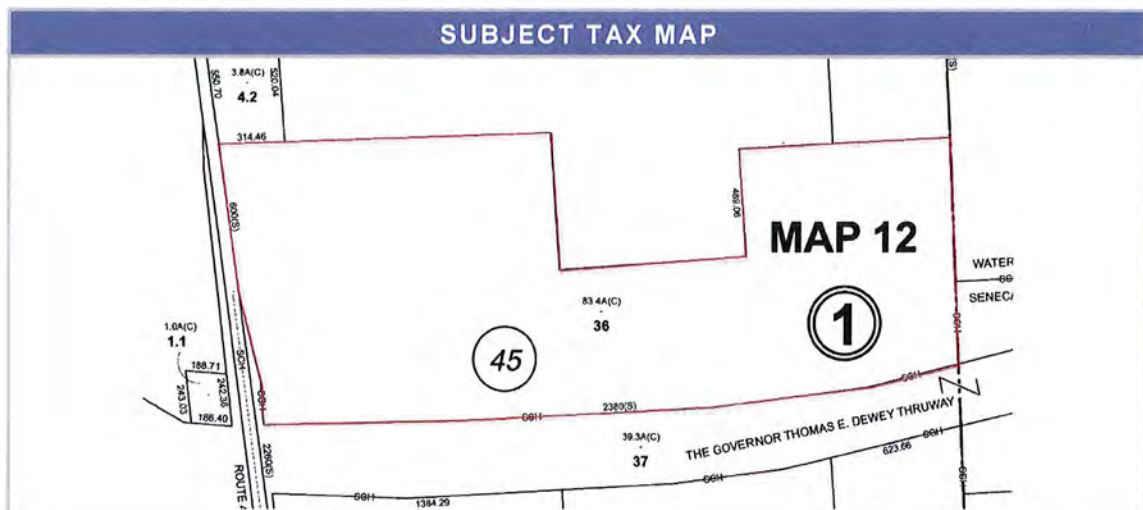 SUBJECT TAX MAP
550.70
3.8A(C)
4.2
520.04
(S)
314.46
600(S)
489.06
MAP 12
WATER
SENEC
83.4A(C)
36
1
45
1.0A(C)
1.1
188.71
243.03
242.36
186.40
SCH
2380(S)
39.3A(C)
37
THE GOVERNOR THOMAS E. DEWEY THRUWAY
623.66
2260(S)
ROUTE
1384.29